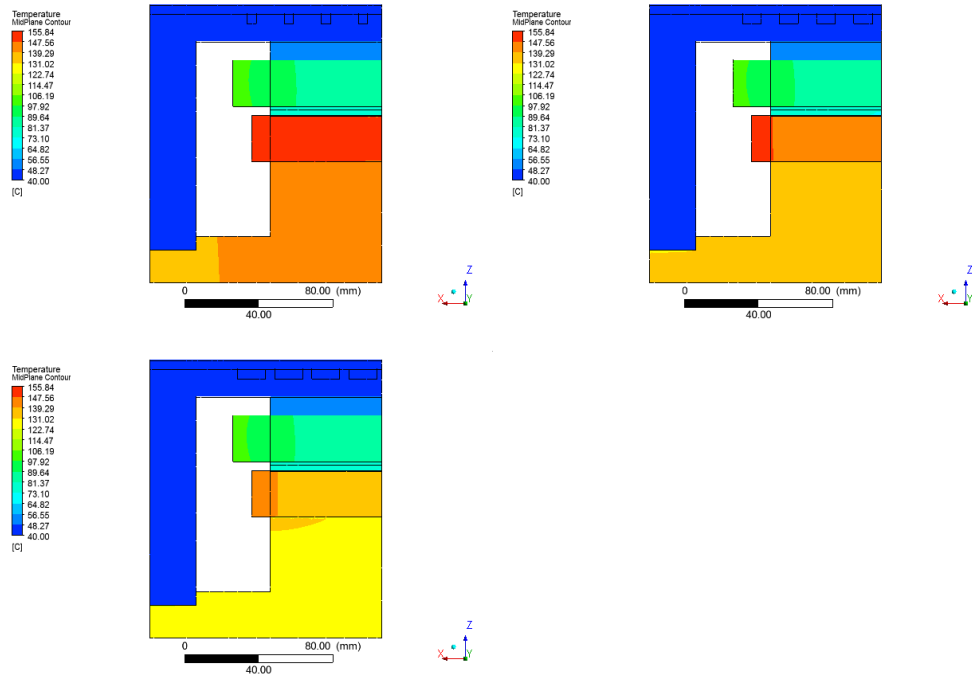 Temperature
MidPlane Contour
155.84
147.56
139.29
131.02
122.74
114.47
106.19
97.92
89.64
81.37
73.10
64.82
56.55
48.27
40.00
[C]
0
80.00 (mm)
40.00
Z
X
Y
Temperature
MidPlane Contour
155.84
147.56
139.29
131.02
122.74
114.47
106.19
97.92
89.64
81.37
73.10
64.82
56.55
48.27
40.00
[C]
0
80.00 (mm)
40.00
Z
X
Y
Temperature
MidPlane Contour
155.84
147.56
139.29
131.02
122.74
114.47
106.19
97.92
89.64
81.37
73.10
64.82
56.55
48.27
40.00
[C]
0
80.00 (mm)
40.00
Z
X
Y